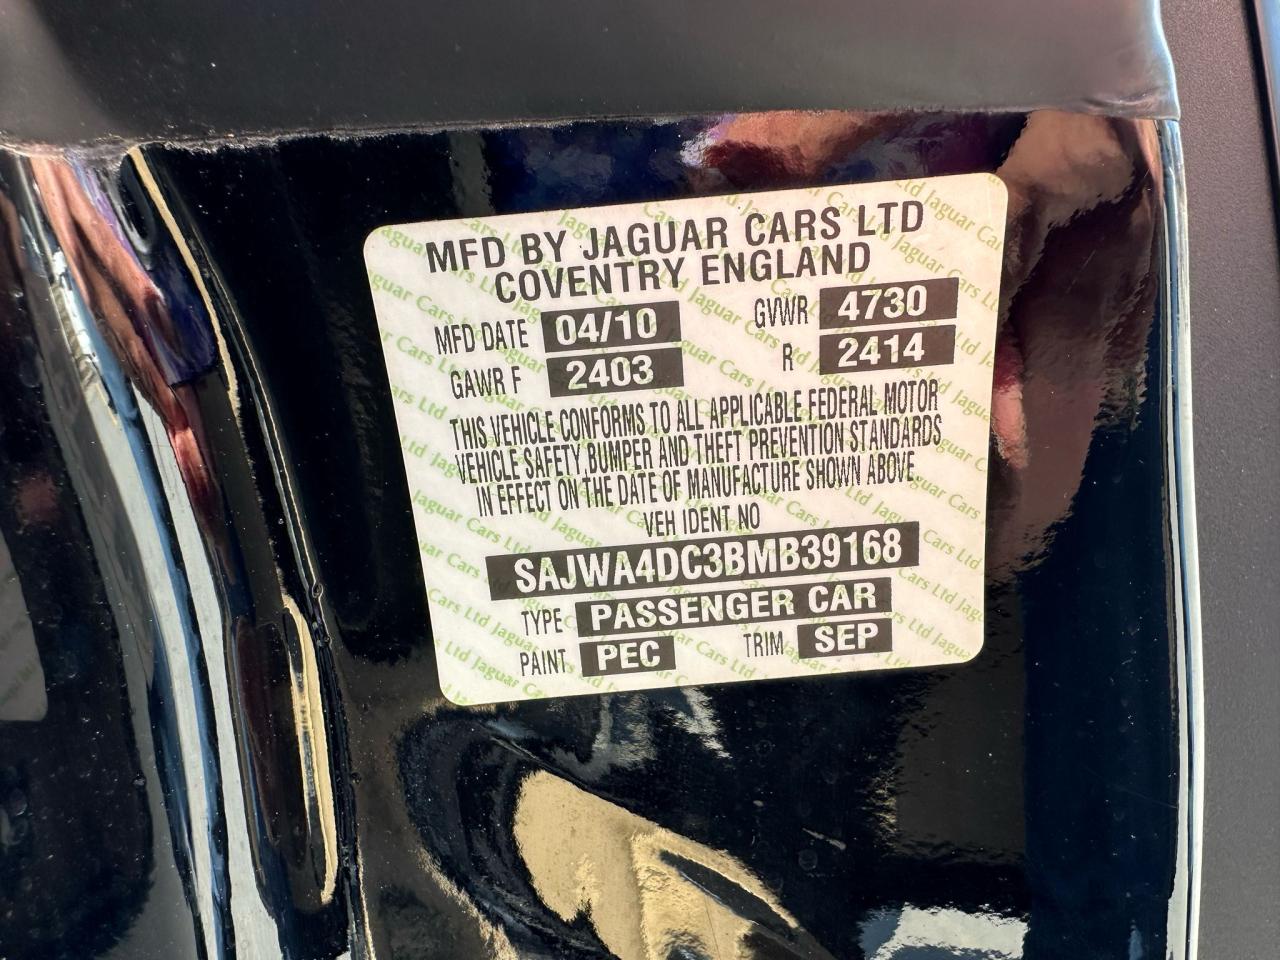 MFD BY JAGUAR CARS LTD
COVENTRY ENGLAND
MFD DATE 04/10 GVWR 4730
GAWR F 2403 R 2414
THIS VEHICLE CONFORMS TO ALL APPLICABLE FEDERAL MOTOR
VEHICLE SAFETY,BUMPER AND THEFT PREVENTION STANDARDS
IN EFFECT ON THE DATE OF MANUFACTURE SHOWN ABOVE.
VEH IDENT NO
SAJWA4DC3BMB39168
TYPE PASSENGER CAR
PAINT PEC TRIM SEP